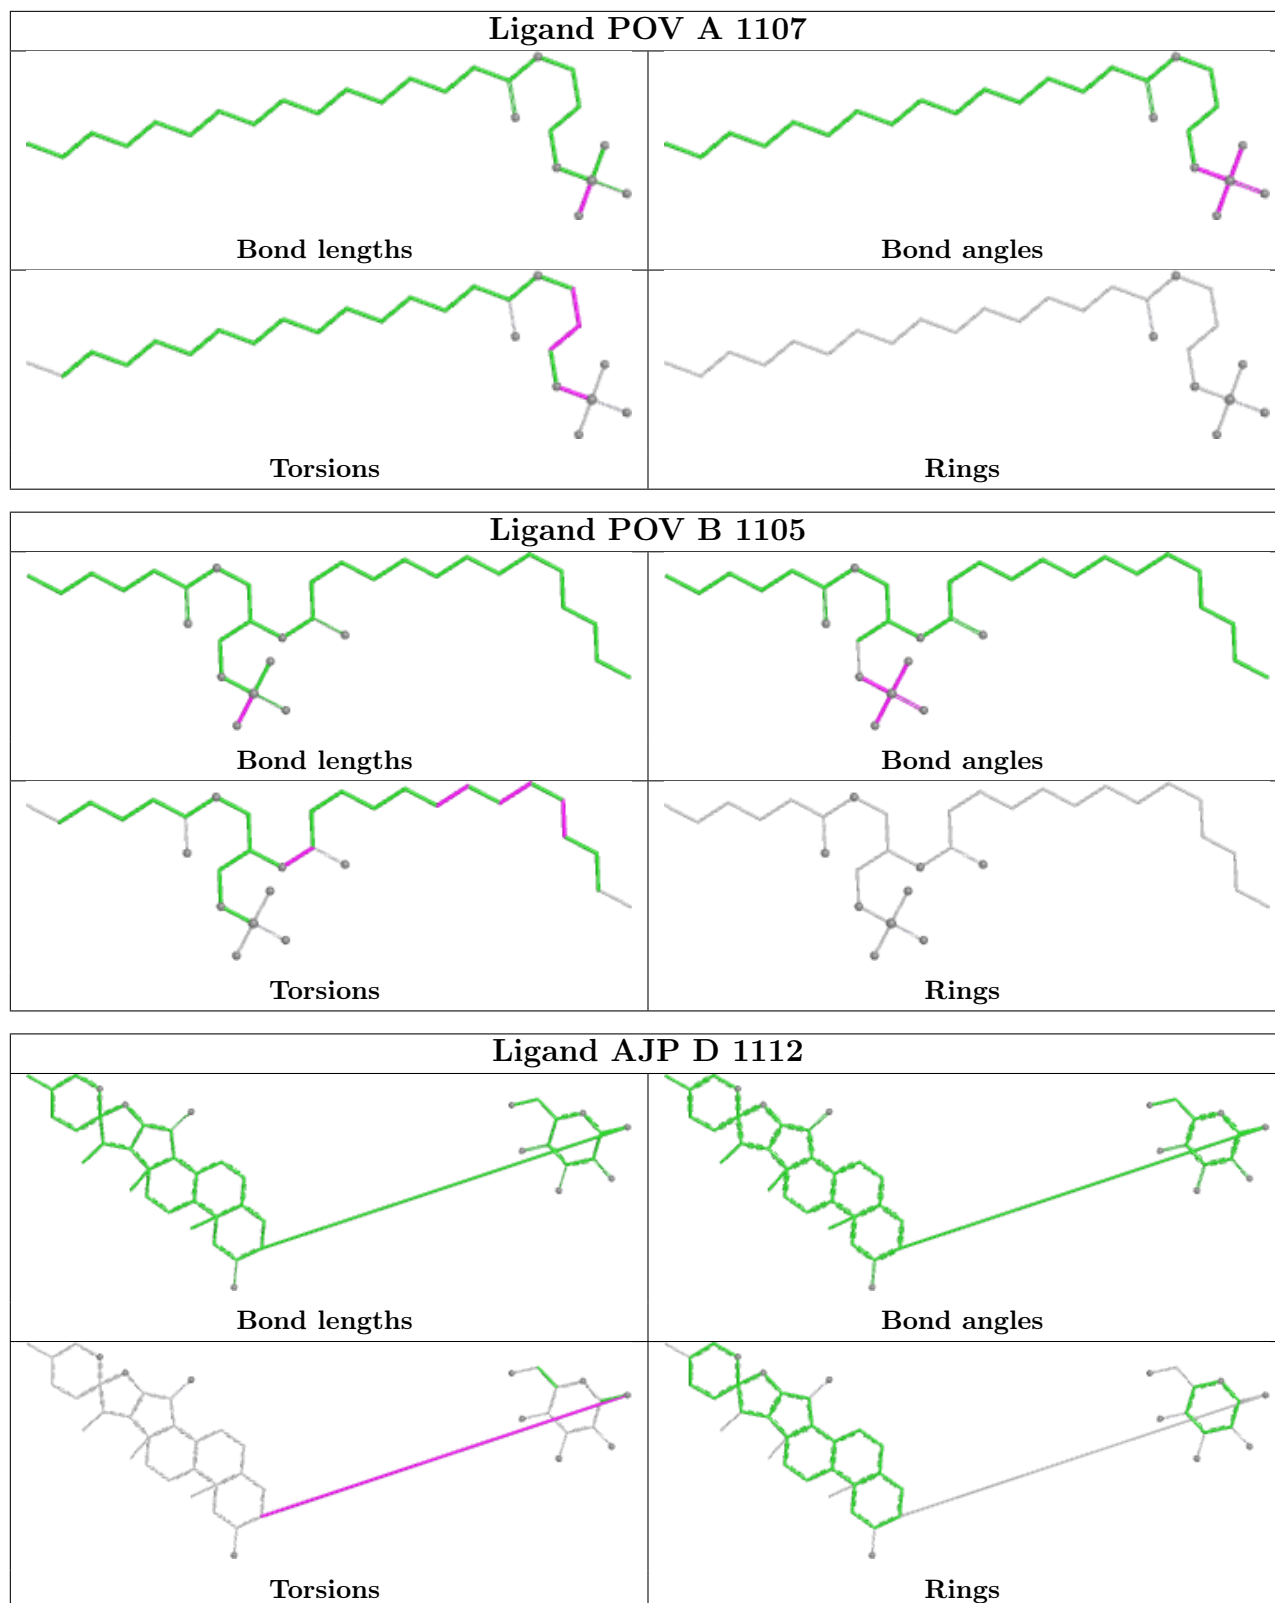 Ligand POV A 1107
Bond lengths
Bond angles
Torsions
Rings
Ligand POV B 1105
Bond lengths
Bond angles
Torsions
Rings
Ligand AJP D 1112
Bond lengths
Bond angles
Torsions
Rings